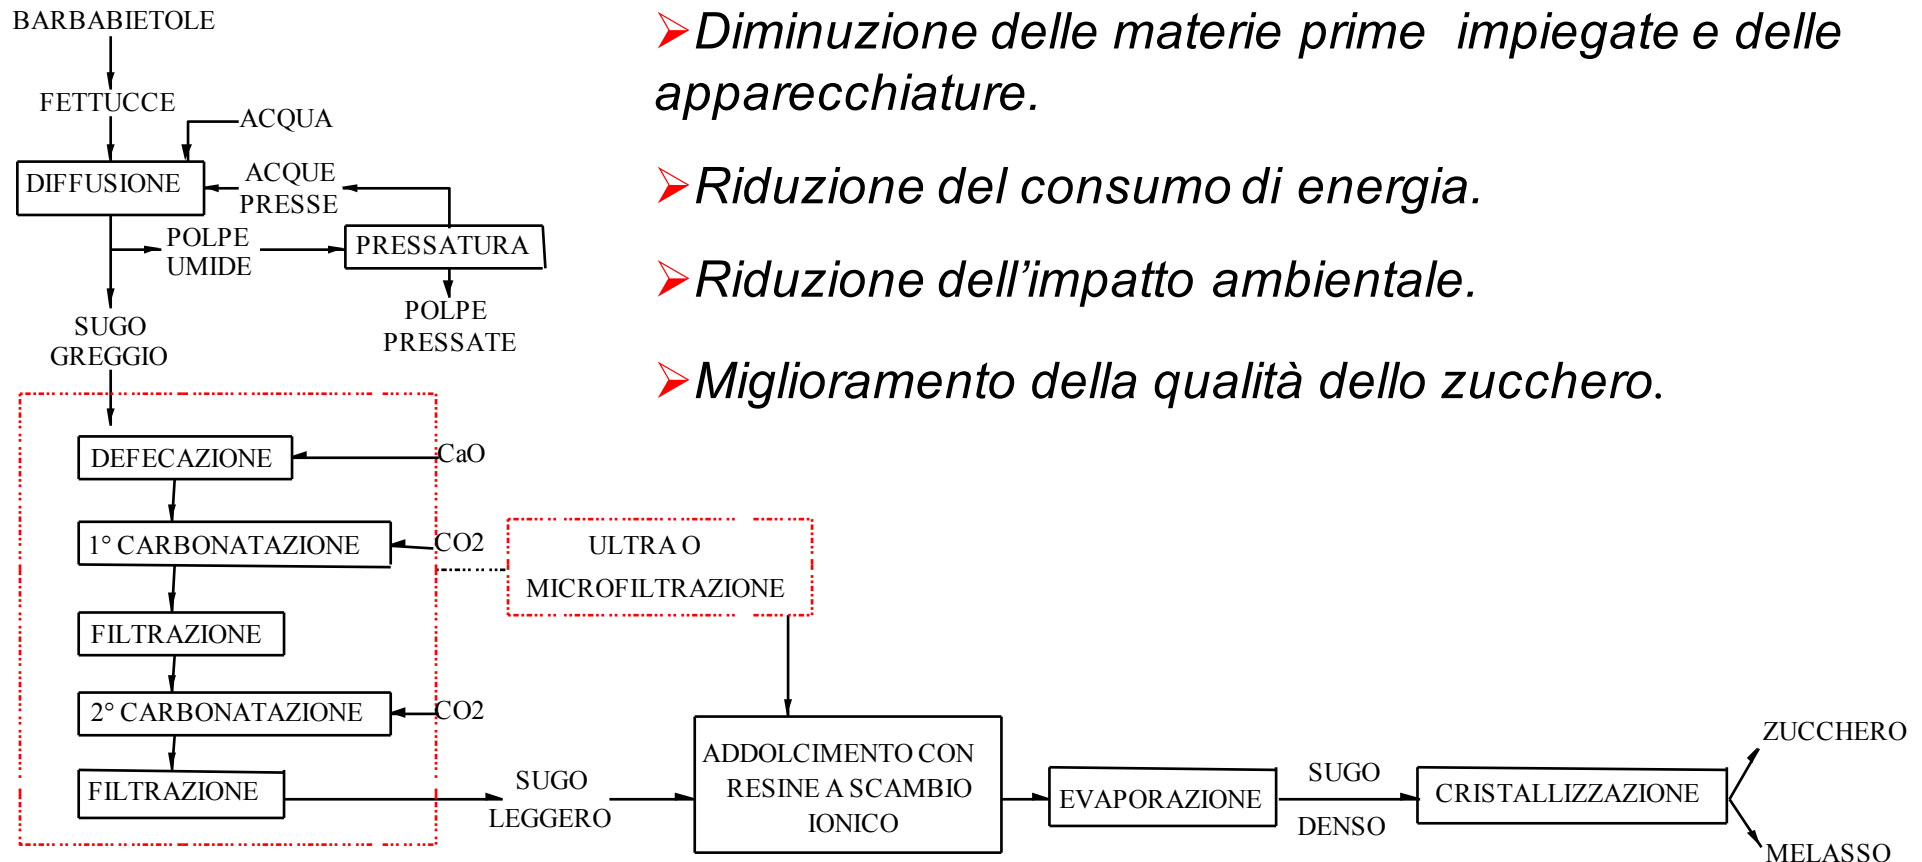 BARBABIETOLE
FETTUCCE
ACQUA
DIFFUSIONE
ACQUE
PRESSE
POLPE
UMIDE
PRESSATURA
POLPE
PRESSATE
SUGO
GREGGIO
➢Diminuzione delle materie prime impiegate e delle
apparecchiature.
➢Riduzione del consumo di energia.
➢Riduzione dell’impatto ambientale.
➢Miglioramento della qualità dello zucchero.
DEFECAZIONE
CaO
1° CARBONATAZIONE
CO2
FILTRAZIONE
2° CARBONATAZIONE
CO2
FILTRAZIONE
ULTRA O
MICROFILTRAZIONE
SUGO
LEGGERO
ADDOLCIMENTO CON
RESINE A SCAMBIO
IONICO
EVAPORAZIONE
SUGO
DENSO
CRISTALLIZZAZIONE
ZUCCHERO
MELASSO